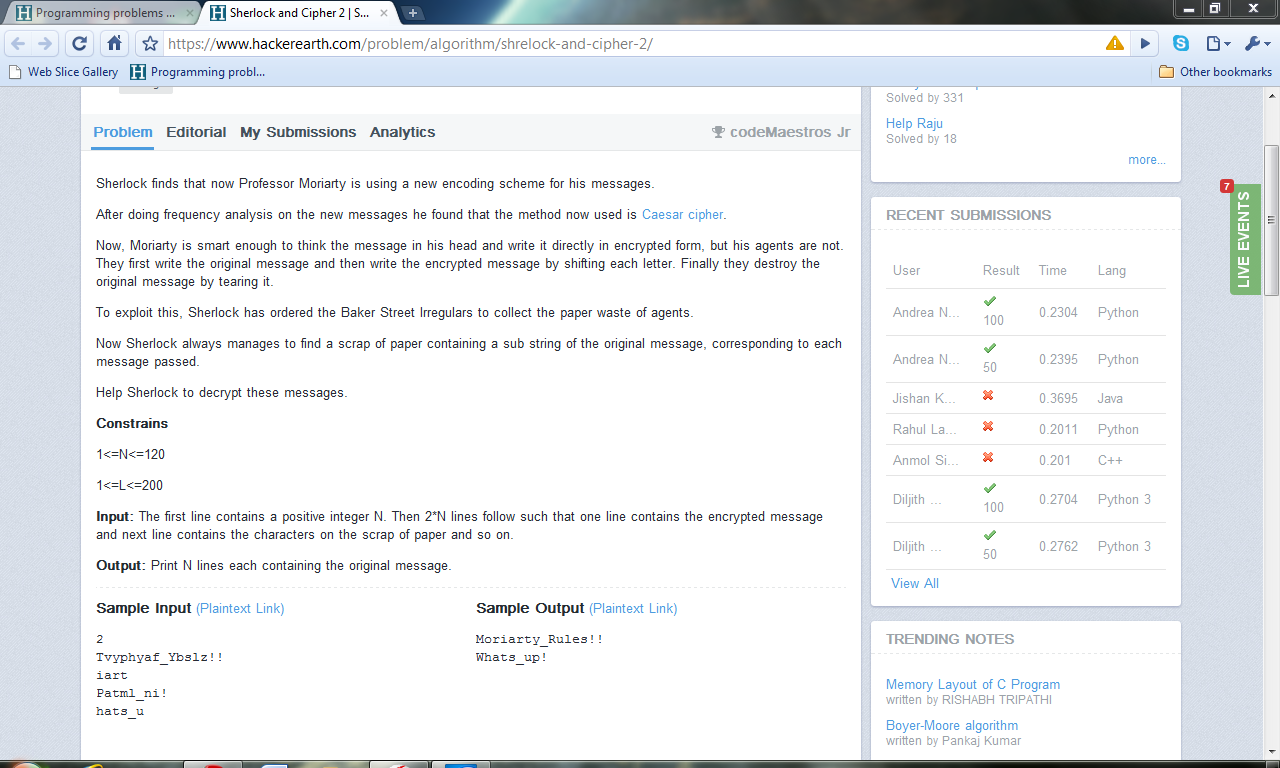 Programming problems ...
Sherlock and Cipher 2 | S...
https://www.hackerearth.com/problem/algorithm/shrelock-and-cipher-2/
Web Slice Gallery
Programming probl...
Other bookmarks
Problem
Editorial
My Submissions
Analytics
codeMaestros Jr
Sherlock finds that now Professor Moriarty is using a new encoding scheme for his messages.
After doing frequency analysis on the new messages he found that the method now used is Caesar cipher.
Now, Moriarty is smart enough to think the message in his head and write it directly in encrypted form, but his agents are not.
They first write the original message and then write the encrypted message by shifting each letter. Finally they destroy the
original message by tearing it.
To exploit this, Sherlock has ordered the Baker Street Irregulars to collect the paper waste of agents.
Now Sherlock always manages to find a scrap of paper containing a sub string of the original message, corresponding to each
message passed.
Help Sherlock to decrypt these messages.
Constrains
1<=N<=120
1<=L<=200
Input: The first line contains a positive integer N. Then 2*N lines follow such that one line contains the encrypted message
and next line contains the characters on the scrap of paper and so on.
Output: Print N lines each containing the original message.
Sample Input (Plaintext Link)
2
Tvyphyaf_Ybslz!!
iart
Patml_ni!
hats_u
Sample Output (Plaintext Link)
Moriarty_Rules!!
Whats_up!
Solved by 331
Help Raju
Solved by 18
more...
RECENT SUBMISSIONS
User Result Time Lang
Andrea N... 100 0.2304 Python
Andrea N... 50 0.2395 Python
Jishan K... 0.3695 Java
Rahul La... 0.2011 Python
Anmol Si... 0.201 C++
Diljith ... 100 0.2704 Python 3
Diljith ... 50 0.2762 Python 3
View All
TRENDING NOTES
Memory Layout of C Program
written by RISHABH TRIPATHI
Boyer-Moore algorithm
written by Pankaj Kumar
7
LIVE EVENTS